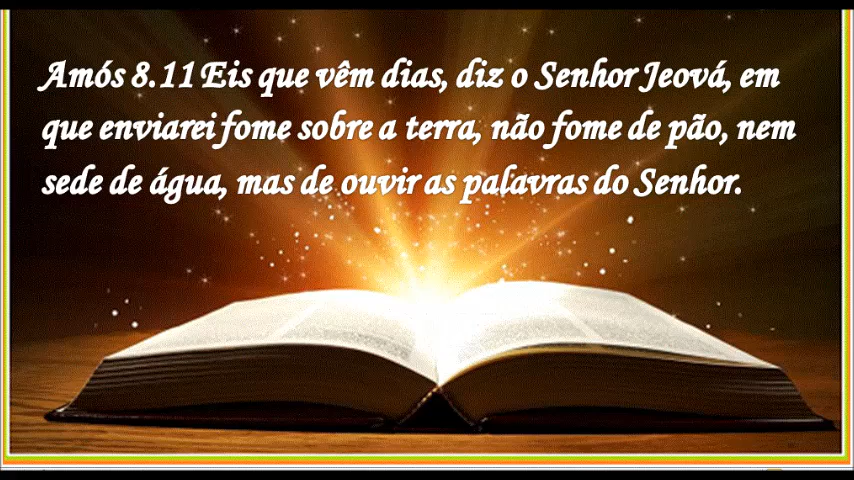 Amós 8.11 Eis que vêm dias, diz o Senhor Jeová, em
que enviarei fome sobre a terra, não fome de pão, nem
sede de água, mas de ouvir as palavras do Senhor.